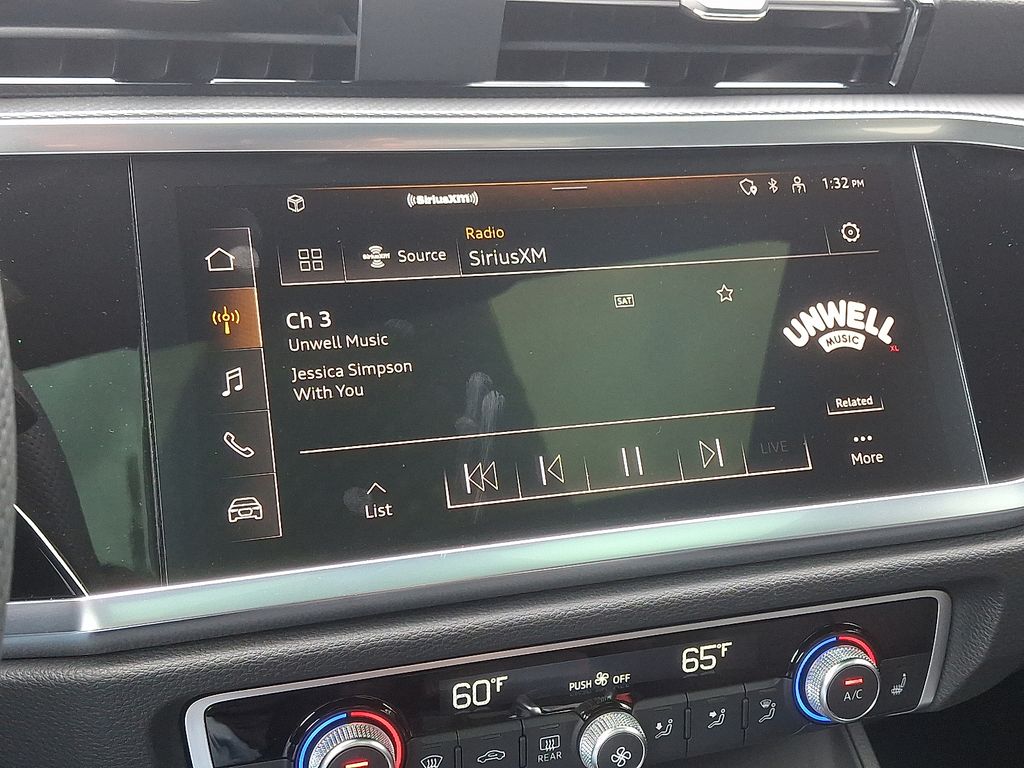 SiriusXM
1:32 PM
Radio
SiriusXM Source SiriusXM
SAT
Ch 3
Unwell Music
Jessica Simpson
With You
UNWELL
MUSIC
XL
Related
LIVE
More
List
60°F
65°F
PUSH OFF
A/C
REAR